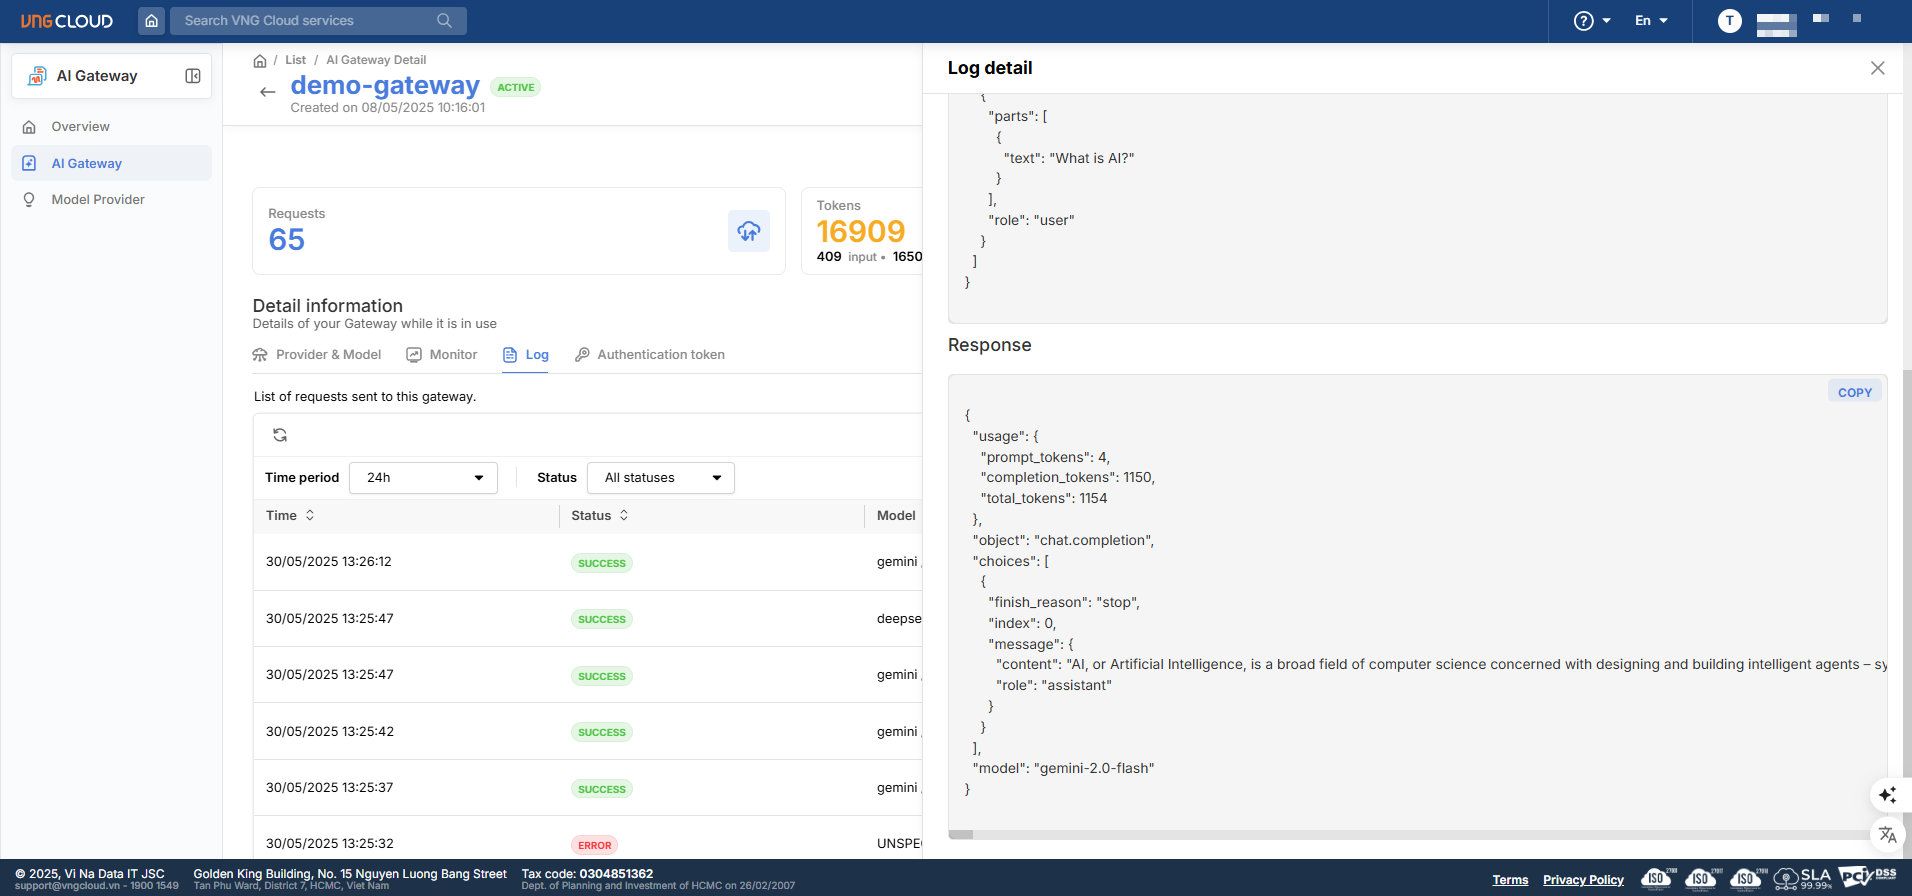 VNG CLOUD
Search VNG Cloud services
En
T
AI Gateway
Overview
AI Gateway
Model Provider
/ List / AI Gateway Detail
demo-gateway ACTIVE
Created on 08/05/2025 10:16:01
Requests
65
Tokens
16909
409 input • 1650
Detail information
Details of your Gateway while it is in use
Provider & Model
Monitor
Log
Authentication token
List of requests sent to this gateway.
Time period 24h Status All statuses
Time Status Model
30/05/2025 13:26:12 SUCCESS gemini
30/05/2025 13:25:47 SUCCESS deepse
30/05/2025 13:25:47 SUCCESS gemini
30/05/2025 13:25:42 SUCCESS gemini
30/05/2025 13:25:37 SUCCESS gemini
30/05/2025 13:25:32 ERROR UNSPE
Log detail
{
"parts": [
{
"text": "What is AI?"
}
],
"role": "user"
}
]
}
Response
COPY
{
"usage": {
"prompt_tokens": 4,
"completion_tokens": 1150,
"total_tokens": 1154
},
"object": "chat.completion",
"choices": [
{
"finish_reason": "stop",
"index": 0,
"message": {
"content": "AI, or Artificial Intelligence, is a broad field of computer science concerned with designing and building intelligent agents – sy
"role": "assistant"
}
}
],
"model": "gemini-2.0-flash"
}
© 2025, Vi Na Data IT JSC
support@vngcloud.vn - 1900 1549
Golden King Building, No. 15 Nguyen Luong Bang Street
Tan Phu Ward, District 7, HCMC, Viet Nam
Tax code: 0304851362
Dept. of Planning and Investment of HCMC on 26/02/2007
Terms
Privacy Policy
ISO
ISO
ISO
SLA
99.99%
PCI DSS